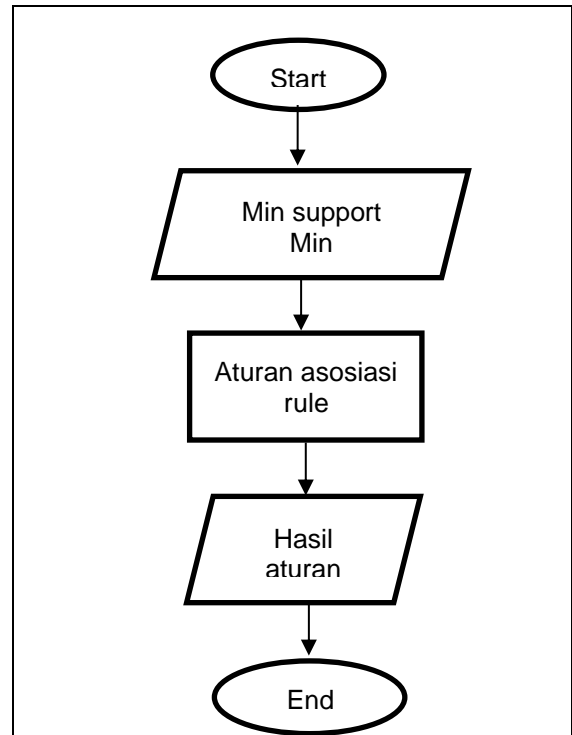 Start
Min support
Min
Aturan asosiasi
rule
Hasil
aturan
End